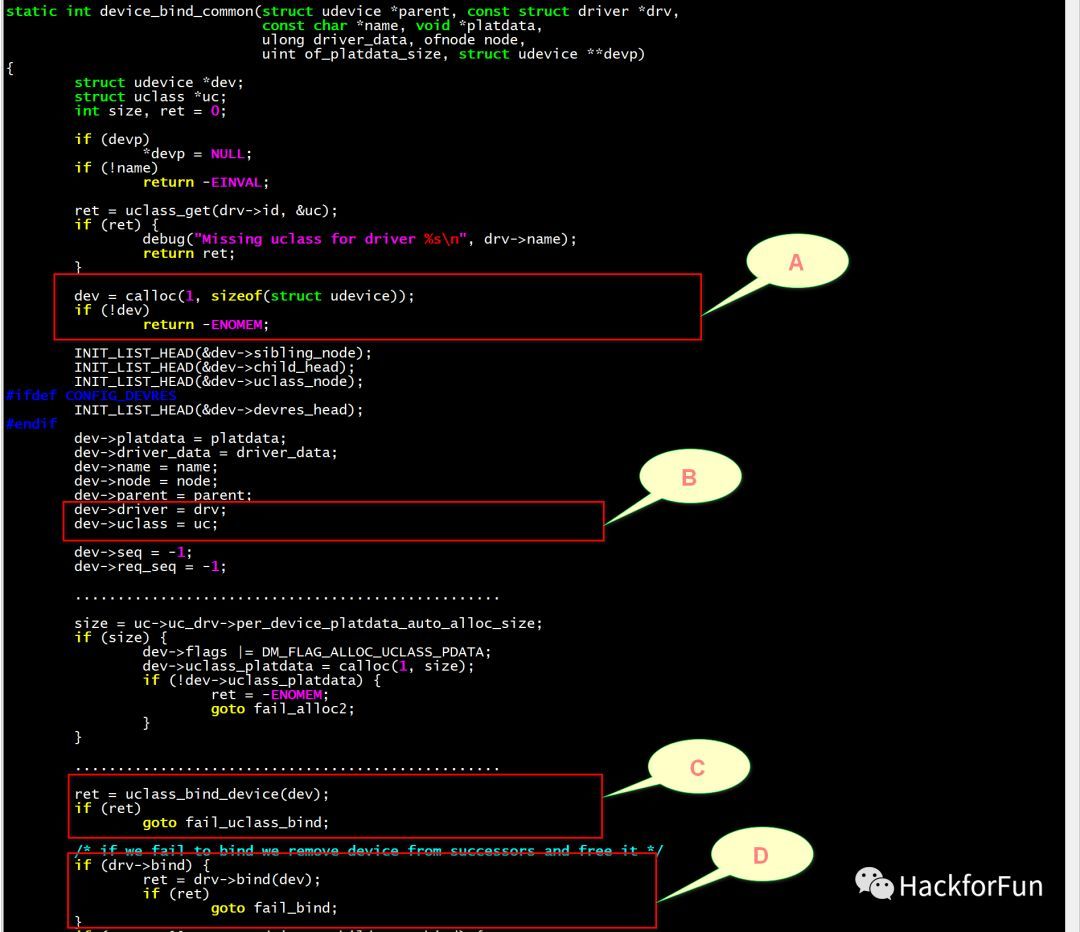 static int device_bind_common(struct udevice *parent, const struct driver *drv,
                              const char *name, void *platdata,
                              ulong driver_data, ofnode node,
                              uint of_platdata_size, struct udevice **devp)
{
        struct udevice *dev;
        struct uclass *uc;
        int size, ret = 0;
        if (devp)
                *devp = NULL;
        if (!name)
                return -EINVAL;
        ret = uclass_get(drv->id, &uc);
        if (ret) {
                debug("Missing uclass for driver %s\n", drv->name);
                return ret;
        }
A
        dev = calloc(1, sizeof(struct udevice));
        if (!dev)
                return -ENOMEM;
        INIT_LIST_HEAD(&dev->sibling_node);
        INIT_LIST_HEAD(&dev->child_head);
        INIT_LIST_HEAD(&dev->uclass_node);
#ifdef CONFIG_DEVRES
        INIT_LIST_HEAD(&dev->devres_head);
#endif
        dev->platdata = platdata;
        dev->driver_data = driver_data;
        dev->name = name;
        dev->node = node;
        dev->parent = parent;
B
        dev->driver = drv;
        dev->uclass = uc;
        dev->seq = -1;
        dev->req_seq = -1;
        ..................................................
        size = uc->uc_drv->per_device_platdata_auto_alloc_size;
        if (size) {
                dev->flags |= DM_FLAG_ALLOC_UCLASS_PDATA;
                dev->uclass_platdata = calloc(1, size);
                if (!dev->uclass_platdata) {
                        ret = -ENOMEM;
                        goto fail_alloc2;
                }
        }
        ..................................................
C
        ret = uclass_bind_device(dev);
        if (ret)
                goto fail_uclass_bind;
        /* if we fail to bind we remove device from successors and free it */
D
        if (drv->bind) {
                ret = drv->bind(dev);
                if (ret)
                        goto fail_bind;
        }
HackforFun